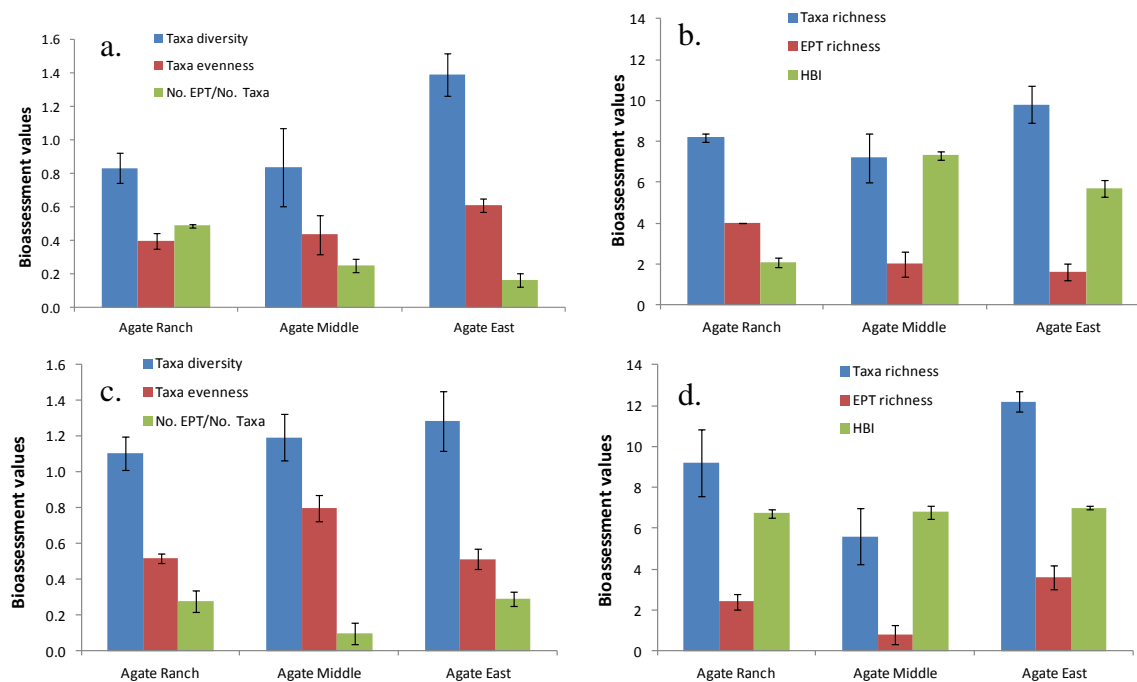 a.
Taxa diversity
Taxa evenness
No. EPT/No. Taxa
Bioassessment values
1.6
1.4
1.2
1.0
0.8
0.6
0.4
0.2
0.0
Agate Ranch Agate Middle Agate East
b.
Taxa richness
EPT richness
HBI
Bioassessment values
14
12
10
8
6
4
2
0
Agate Ranch Agate Middle Agate East
c.
Taxa diversity
Taxa evenness
No. EPT/No. Taxa
Bioassessment values
1.6
1.4
1.2
1.0
0.8
0.6
0.4
0.2
0.0
Agate Ranch Agate Middle Agate East
d.
Taxa richness
EPT richness
HBI
Bioassessment values
14
12
10
8
6
4
2
0
Agate Ranch Agate Middle Agate East